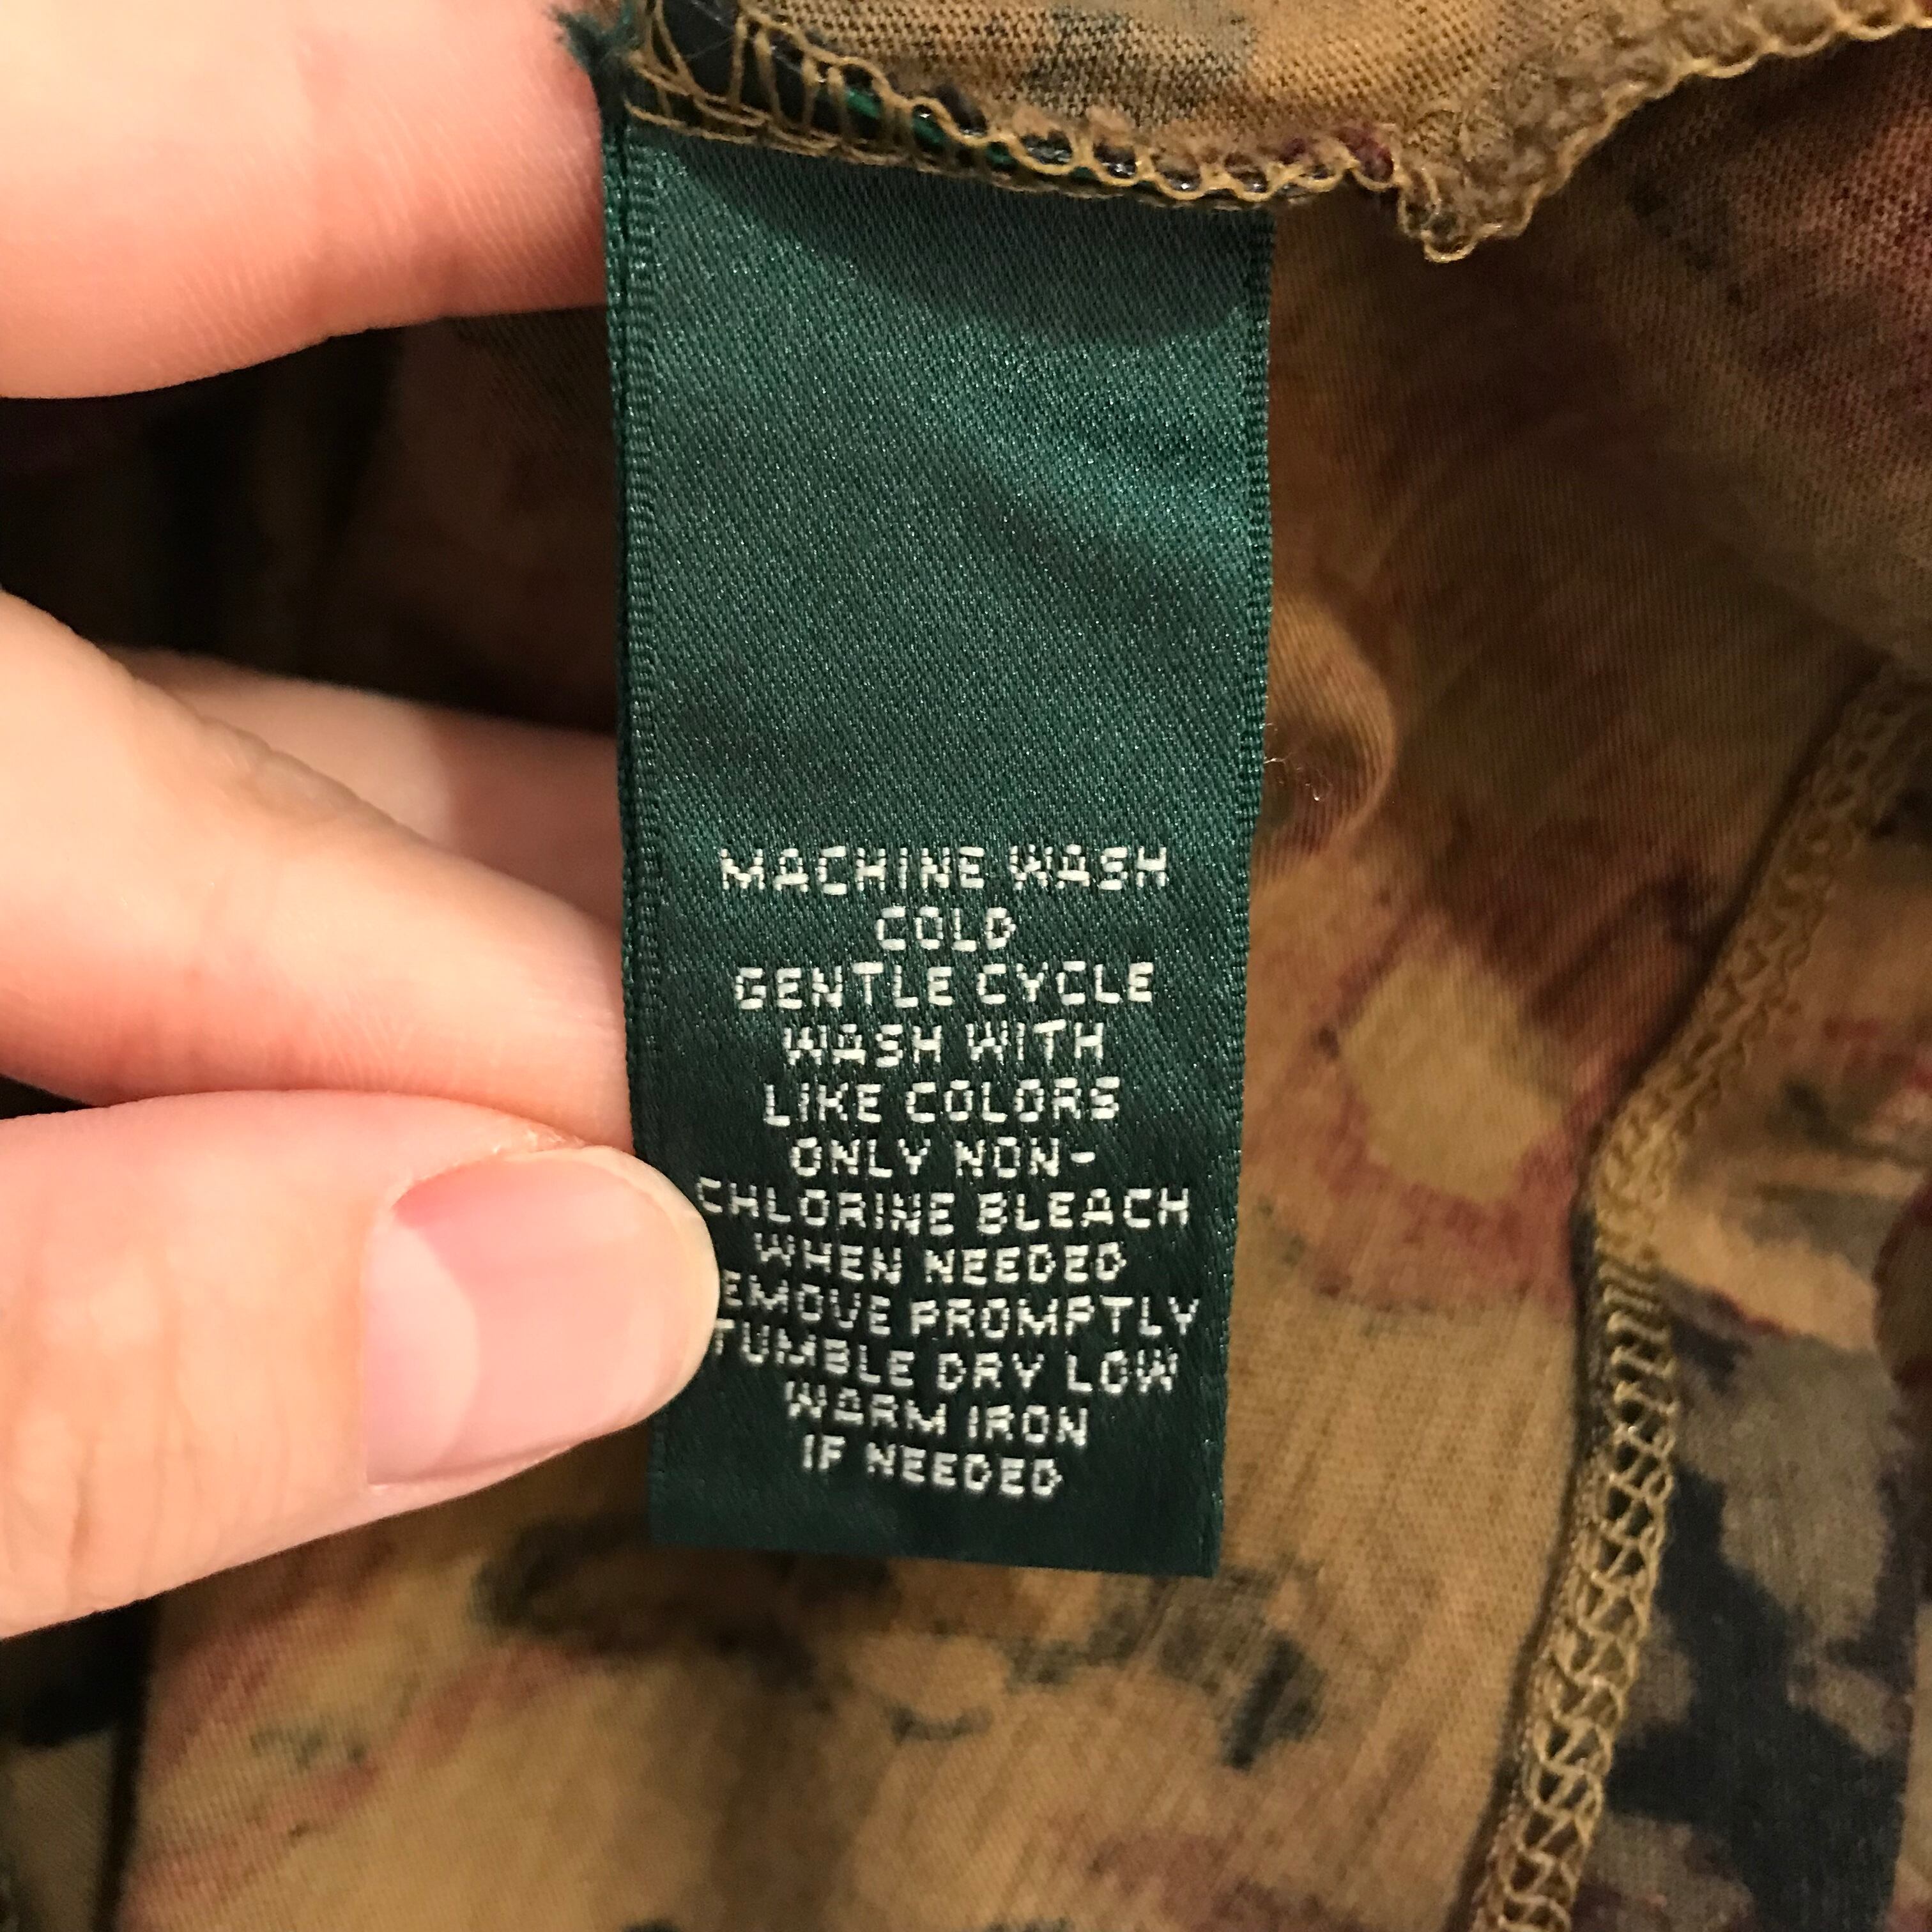 MACHINE WASH
COLD
GENTLE CYCLE
WASH WITH
LIKE COLORS
ONLY NON-
CHLORINE BLEACH
WHEN NEEDED
EMOVE PROMPTLY
TUMBLE DRY LOW
WARM IRON
IF NEEDED